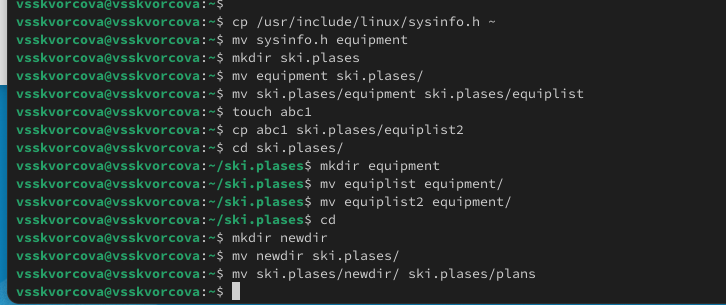 vsskvorcova@vsskvorcova:~$
vsskvorcova@vsskvorcova:~$ cp /usr/include/linux/sysinfo.h ~
vsskvorcova@vsskvorcova:~$ mv sysinfo.h equipment
vsskvorcova@vsskvorcova:~$ mkdir ski.plases
vsskvorcova@vsskvorcova:~$ mv equipment ski.plases/
vsskvorcova@vsskvorcova:~$ mv ski.plases/equipment ski.plases/equiplist
vsskvorcova@vsskvorcova:~$ touch abc1
vsskvorcova@vsskvorcova:~$ cp abc1 ski.plases/equiplist2
vsskvorcova@vsskvorcova:~$ cd ski.plases/
vsskvorcova@vsskvorcova:~/ski.plases$ mkdir equipment
vsskvorcova@vsskvorcova:~/ski.plases$ mv equiplist equipment/
vsskvorcova@vsskvorcova:~/ski.plases$ mv equiplist2 equipment/
vsskvorcova@vsskvorcova:~/ski.plases$ cd
vsskvorcova@vsskvorcova:~$ mkdir newdir
vsskvorcova@vsskvorcova:~$ mv newdir ski.plases/
vsskvorcova@vsskvorcova:~$ mv ski.plases/newdir/ ski.plases/plans
vsskvorcova@vsskvorcova:~$